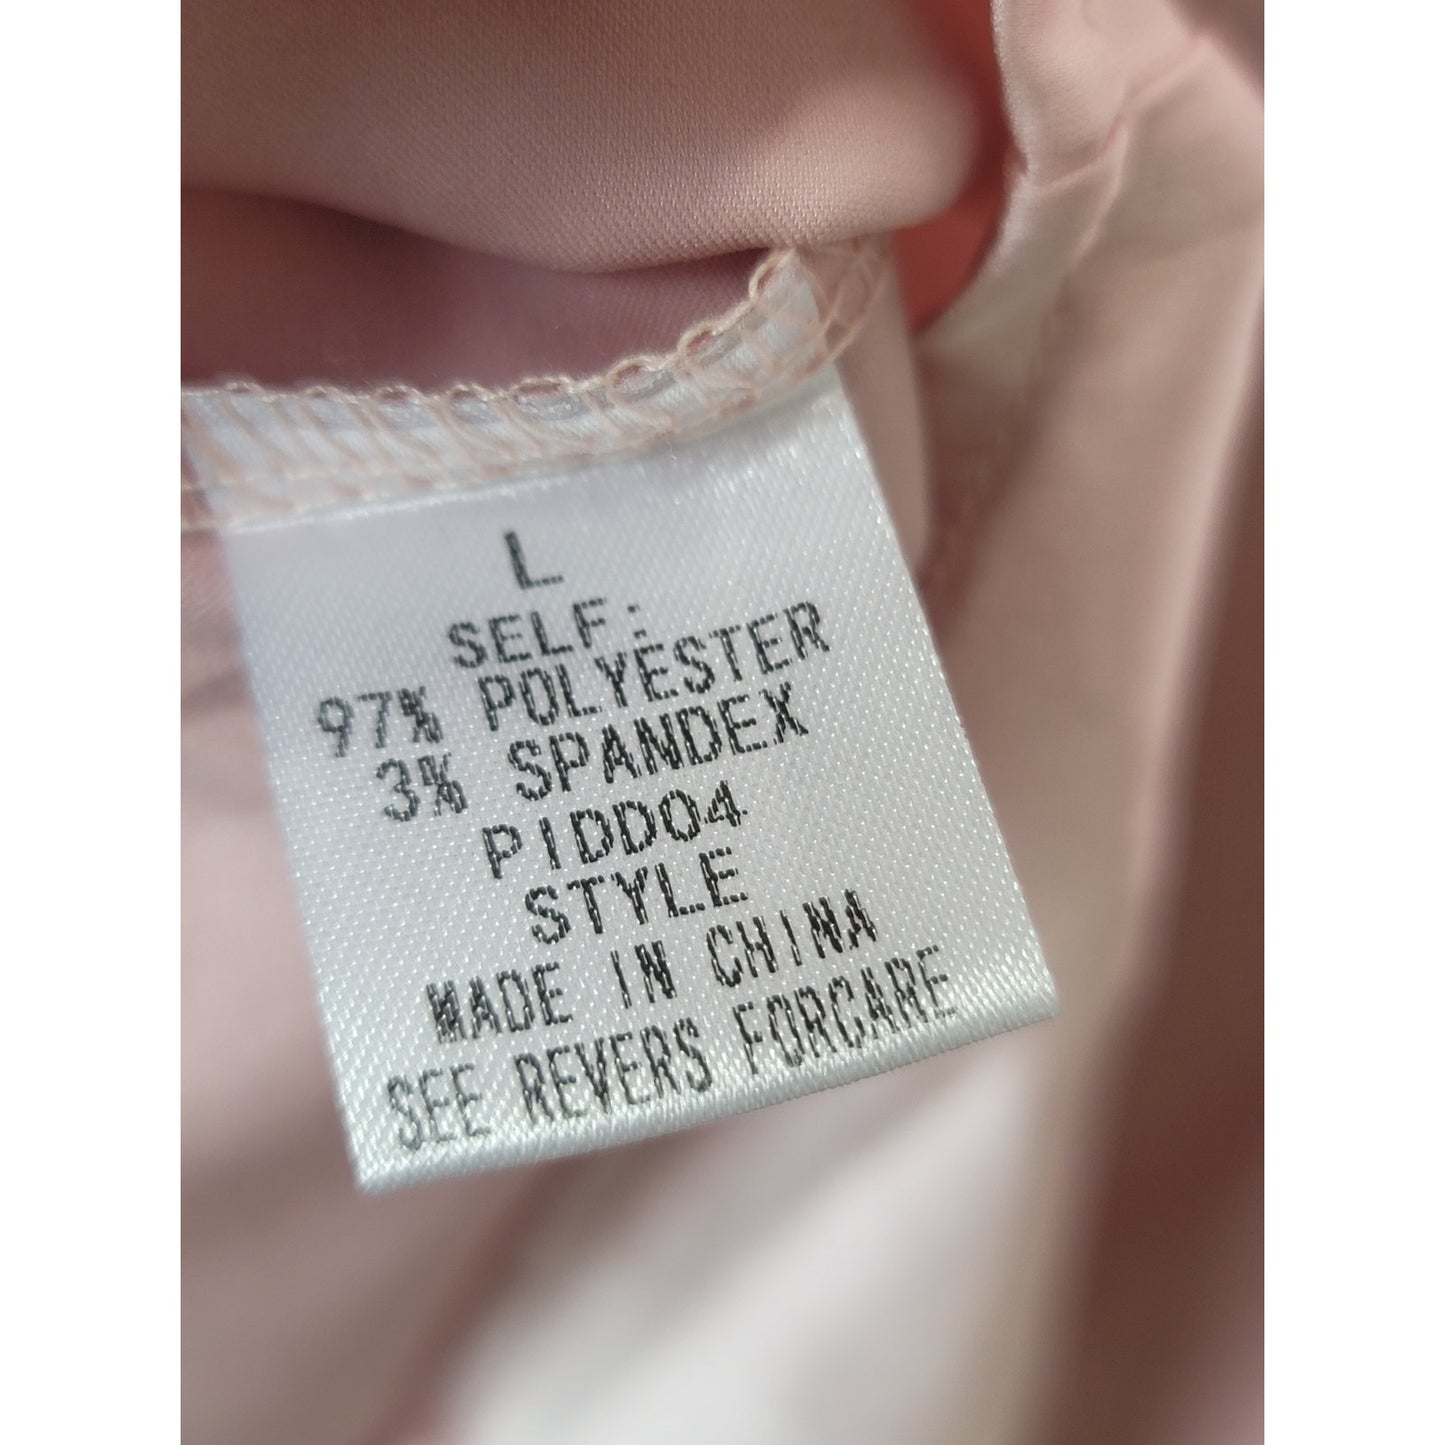 L
SELF:
97% POLYESTER
3% SPANDEX
PIDD04
STYLE
MADE IN CHINA
SEE REVERS FORCARE